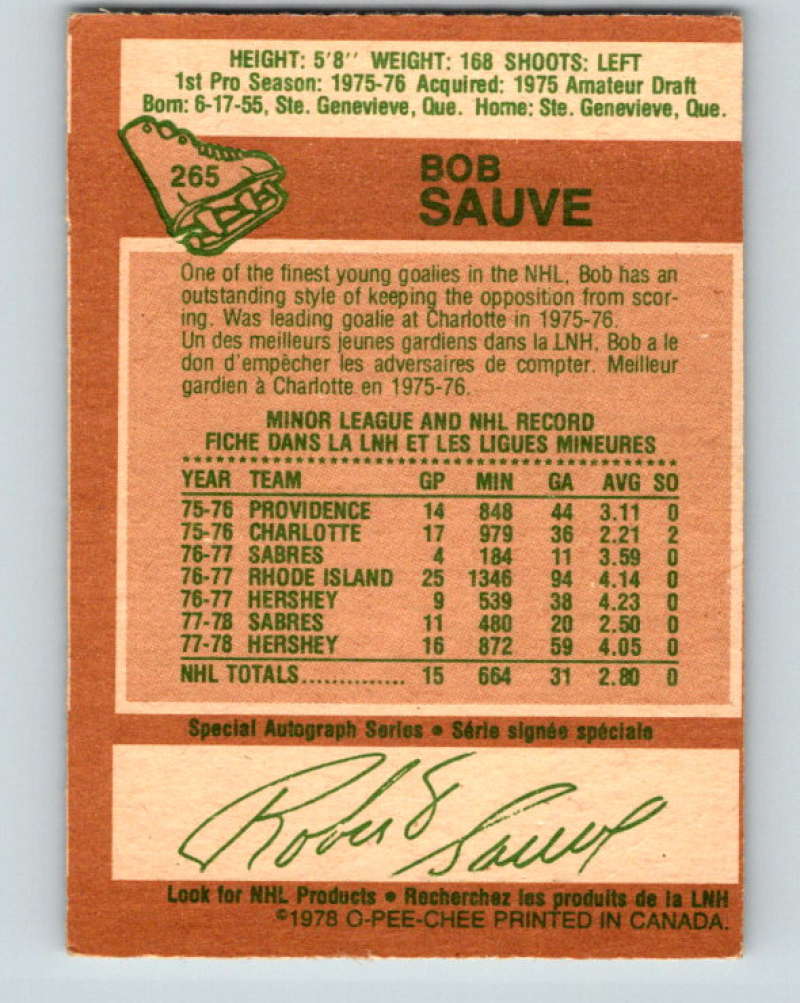 HEIGHT: 5'8'' WEIGHT: 168 SHOOTS: LEFT
1st Pro Season: 1975-76 Acquired: 1975 Amateur Draft
Born: 6-17-55, Ste. Genevieve, Que. Home: Ste. Genevieve, Que.
265
BOB
SAUVE
One of the finest young goalies in the NHL, Bob has an
outstanding style of keeping the opposition from scor-
ing. Was leading goalie at Charlotte in 1975-76.
Un des meilleurs jeunes gardiens dans la LNH, Bob a le
don d'empêcher les adversaires de compter. Meilleur
gardien à Charlotte en 1975-76.
MINOR LEAGUE AND NHL RECORD
FICHE DANS LA LNH ET LES LIGUES MINEURES
YEAR TEAM GP MIN GA AVG SO
75-76 PROVIDENCE 14 848 44 3.11 0
75-76 CHARLOTTE 17 979 36 2.21 2
76-77 SABRES 4 184 11 3.59 0
76-77 RHODE ISLAND 25 1346 94 4.14 0
76-77 HERSHEY 9 539 38 4.23 0
77-78 SABRES 11 480 20 2.50 0
77-78 HERSHEY 16 872 59 4.05 0
NHL TOTALS.............. 15 664 31 2.80 0
Special Autograph Series • Série signée spéciale
Robert Sauve
Look for NHL Products • Recherchez les produits de la LNH
©1978 O-PEE-CHEE PRINTED IN CANADA.